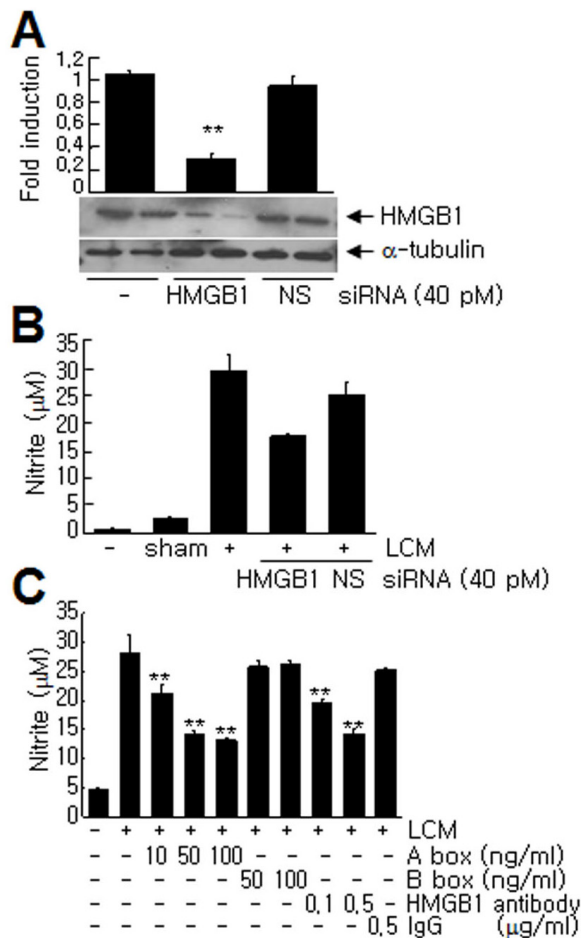 A
Fold induction
1,2
1
0,8
0,6
0,4
0,2
**
HMGB1
α-tubulin
- HMGB1 NS siRNA (40 pM)
B
Nitrite (μM)
35
30
25
20
15
10
5
0
- sham + + + LCM
HMGB1 NS siRNA (40 pM)
C
Nitrite (μM)
35
30
25
20
15
10
5
0
** ** ** ** **
- + + + + + + + + + LCM
- - 10 50 100 - - - - - A box (ng/ml)
- - - - - 50 100 - - - B box (ng/ml)
- - - - - - - 0,1 0,5 - HMGB1 antibody
- - - - - - - - - 0,5 IgG (μg/ml)